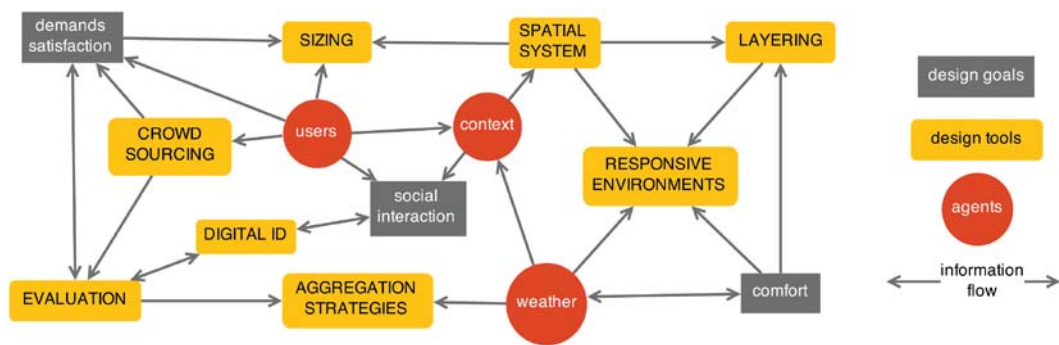 demands
satisfaction
SIZING
SPATIAL
SYSTEM
LAYERING
design goals
CROWD
SOURCING
users
context
RESPONSIVE
ENVIRONMENTS
design tools
social
interaction
DIGITAL ID
agents
EVALUATION
AGGREGATION
STRATEGIES
weather
comfort
information
flow